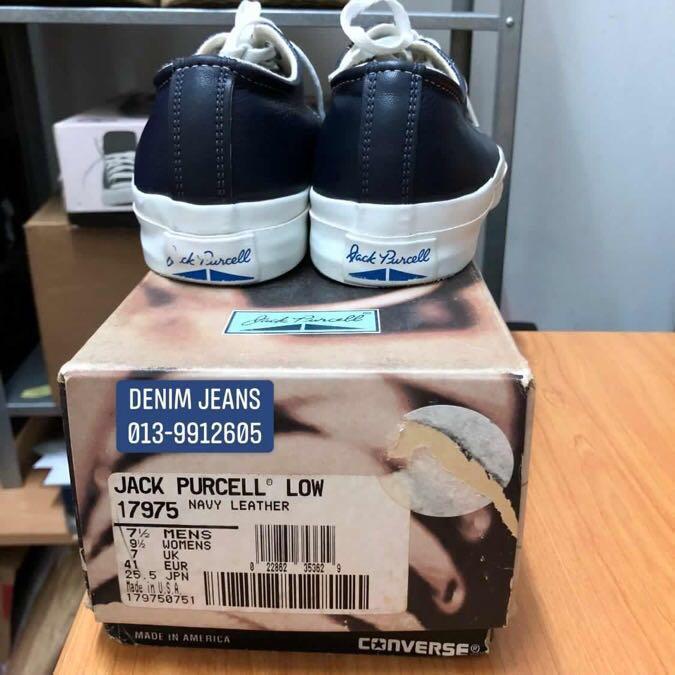 ck Purcell
Jack Purcell
Jack Purcell
DENIM JEANS
013-9912605
JACK PURCELL® LOW
17975 NAVY LEATHER
7½ MENS
9½ WOMENS
7 UK
41 EUR
25.5 JPN
Made in U.S.A.
179750751
0 22862 35362 9
MADE IN AMERICA
CONVERSE®